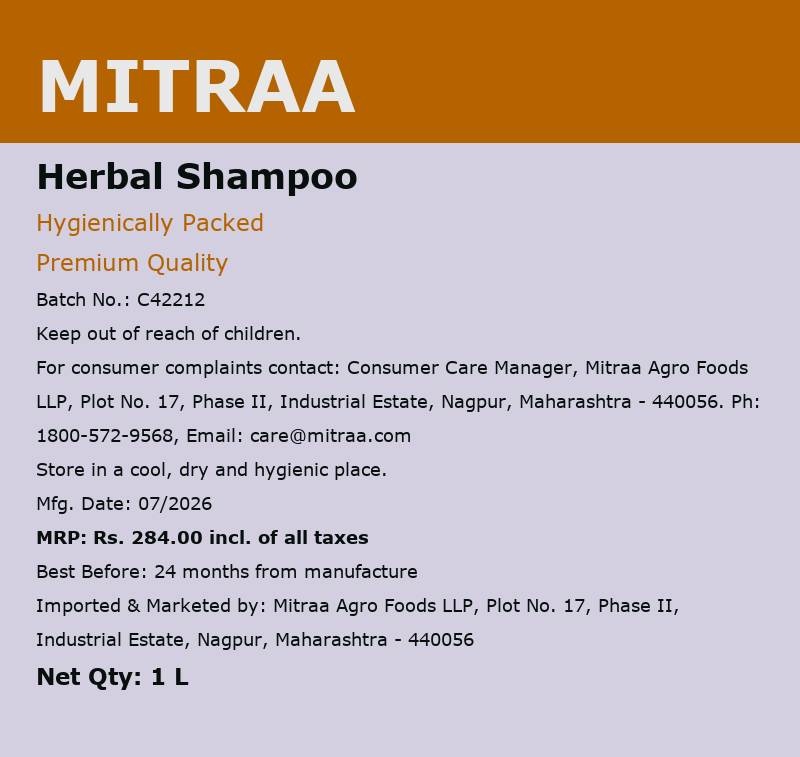 MITRAA
Herbal Shampoo
Hygienically Packed
Premium Quality
Batch No.: C42212
Keep out of reach of children.
For consumer complaints contact: Consumer Care Manager, Mitraa Agro Foods
LLP, Plot No. 17, Phase II, Industrial Estate, Nagpur, Maharashtra - 440056. Ph:
1800-572-9568, Email: care@mitraa.com
Store in a cool, dry and hygienic place.
Mfg. Date: 07/2026
MRP: Rs. 284.00 incl. of all taxes
Best Before: 24 months from manufacture
Imported & Marketed by: Mitraa Agro Foods LLP, Plot No. 17, Phase II,
Industrial Estate, Nagpur, Maharashtra - 440056
Net Qty: 1 L